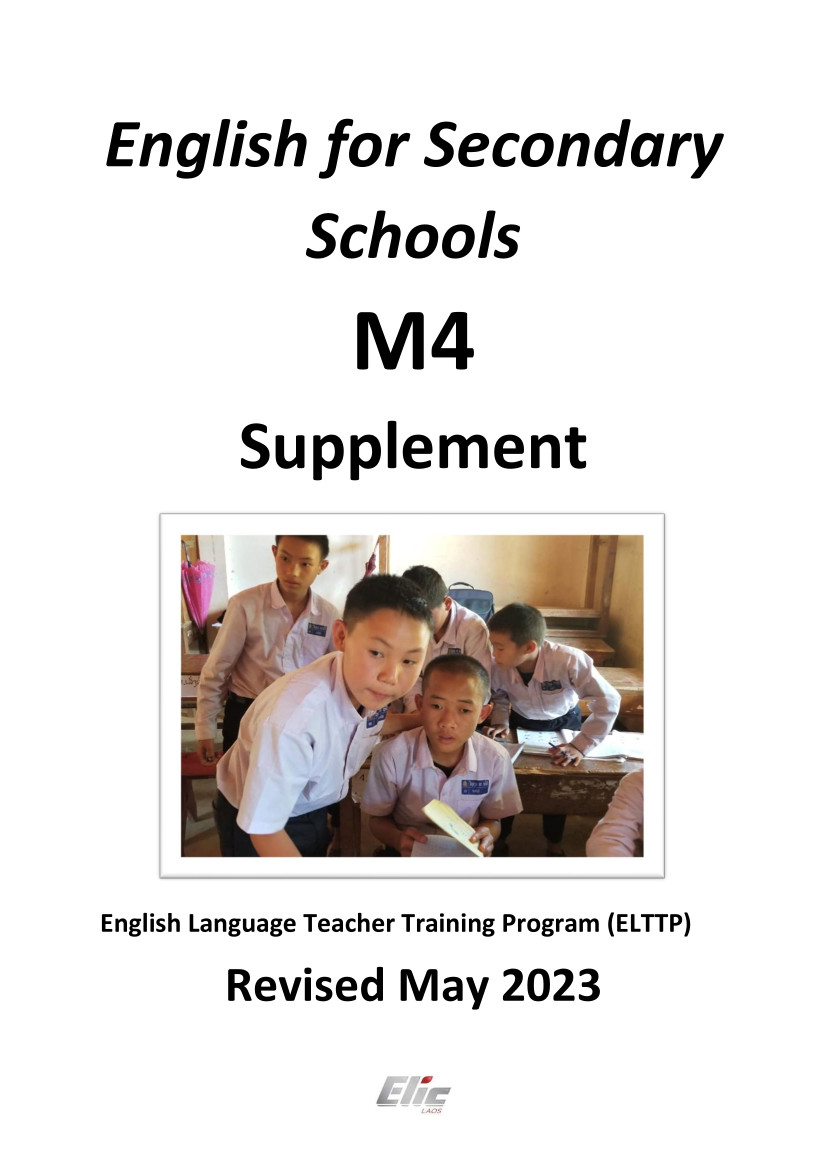 English for Secondary
Schools
M4
Supplement
English Language Teacher Training Program (ELTTP)
Revised May 2023
Elic
LAOS